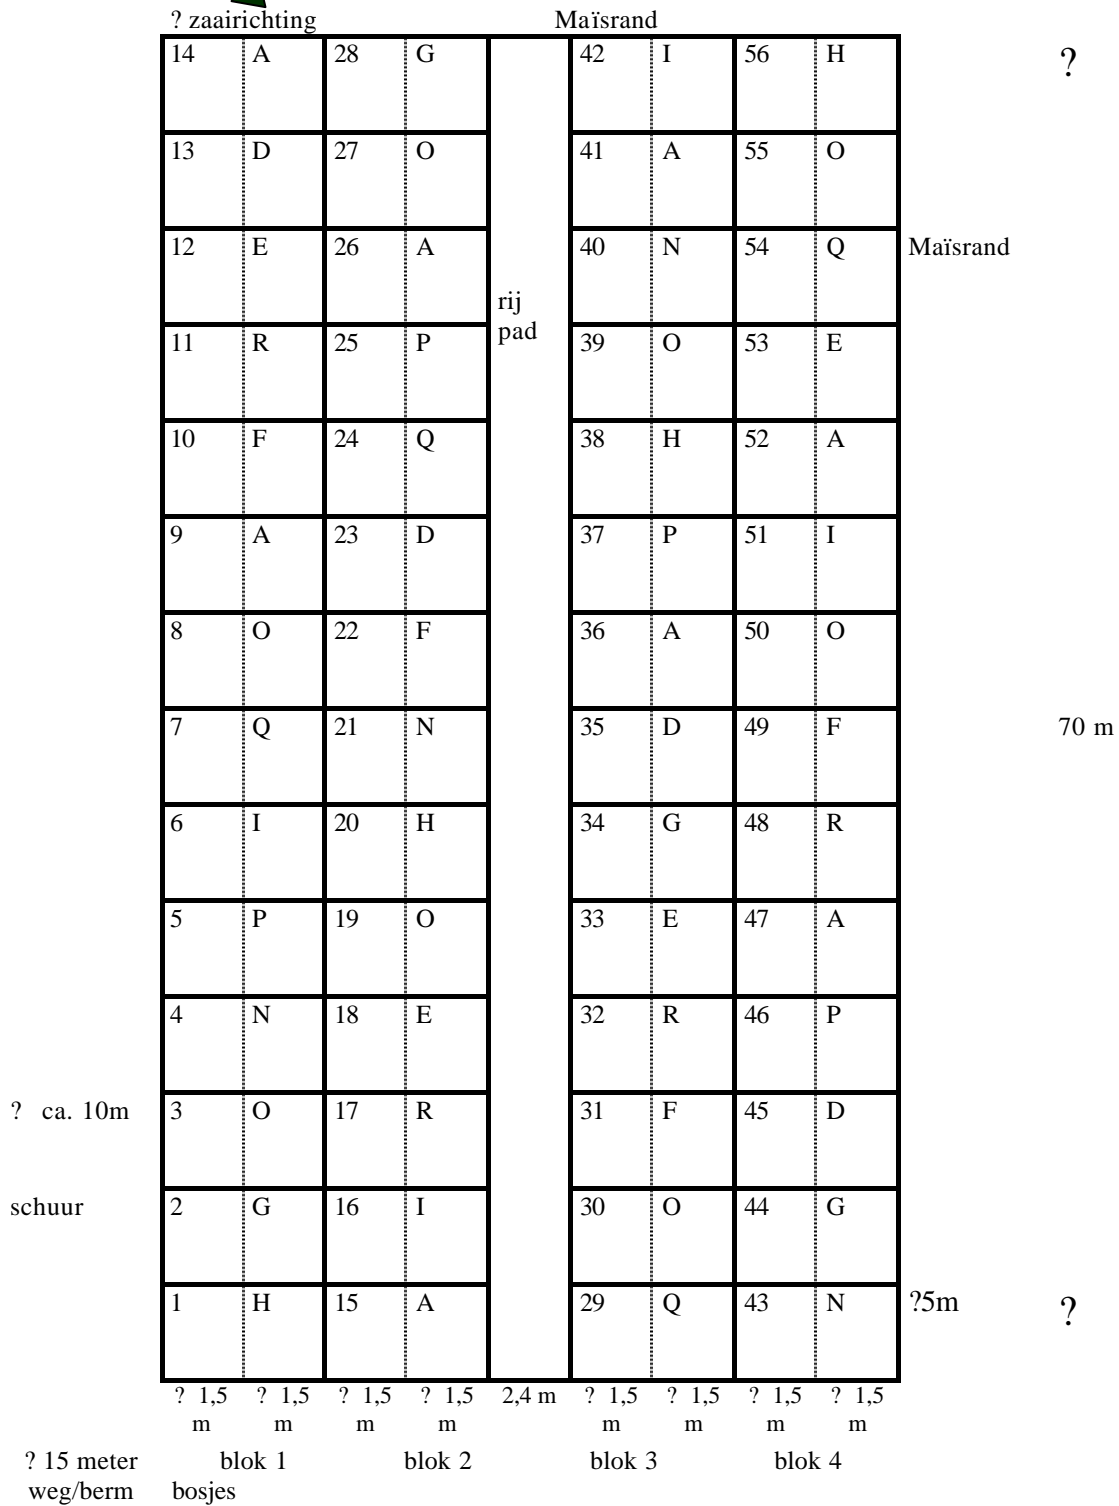 ? zaairichting Maïsrand
14 A 28 G 42 I 56 H ?
13 D 27 O 41 A 55 O
12 E 26 A 40 N 54 Q Maïsrand
rij
pad
11 R 25 P 39 O 53 E
10 F 24 Q 38 H 52 A
9 A 23 D 37 P 51 I
8 O 22 F 36 A 50 O
7 Q 21 N 35 D 49 F 70 m
6 I 20 H 34 G 48 R
5 P 19 O 33 E 47 A
4 N 18 E 32 R 46 P
? ca. 10m 3 O 17 R 31 F 45 D
schuur 2 G 16 I 30 O 44 G
1 H 15 A 29 Q 43 N ?5m ?
? 1,5 ? 1,5 ? 1,5 ? 1,5 2,4 m ? 1,5 ? 1,5 ? 1,5 ? 1,5
m m m m m m m m
? 15 meter blok 1 blok 2 blok 3 blok 4
weg/berm bosjes